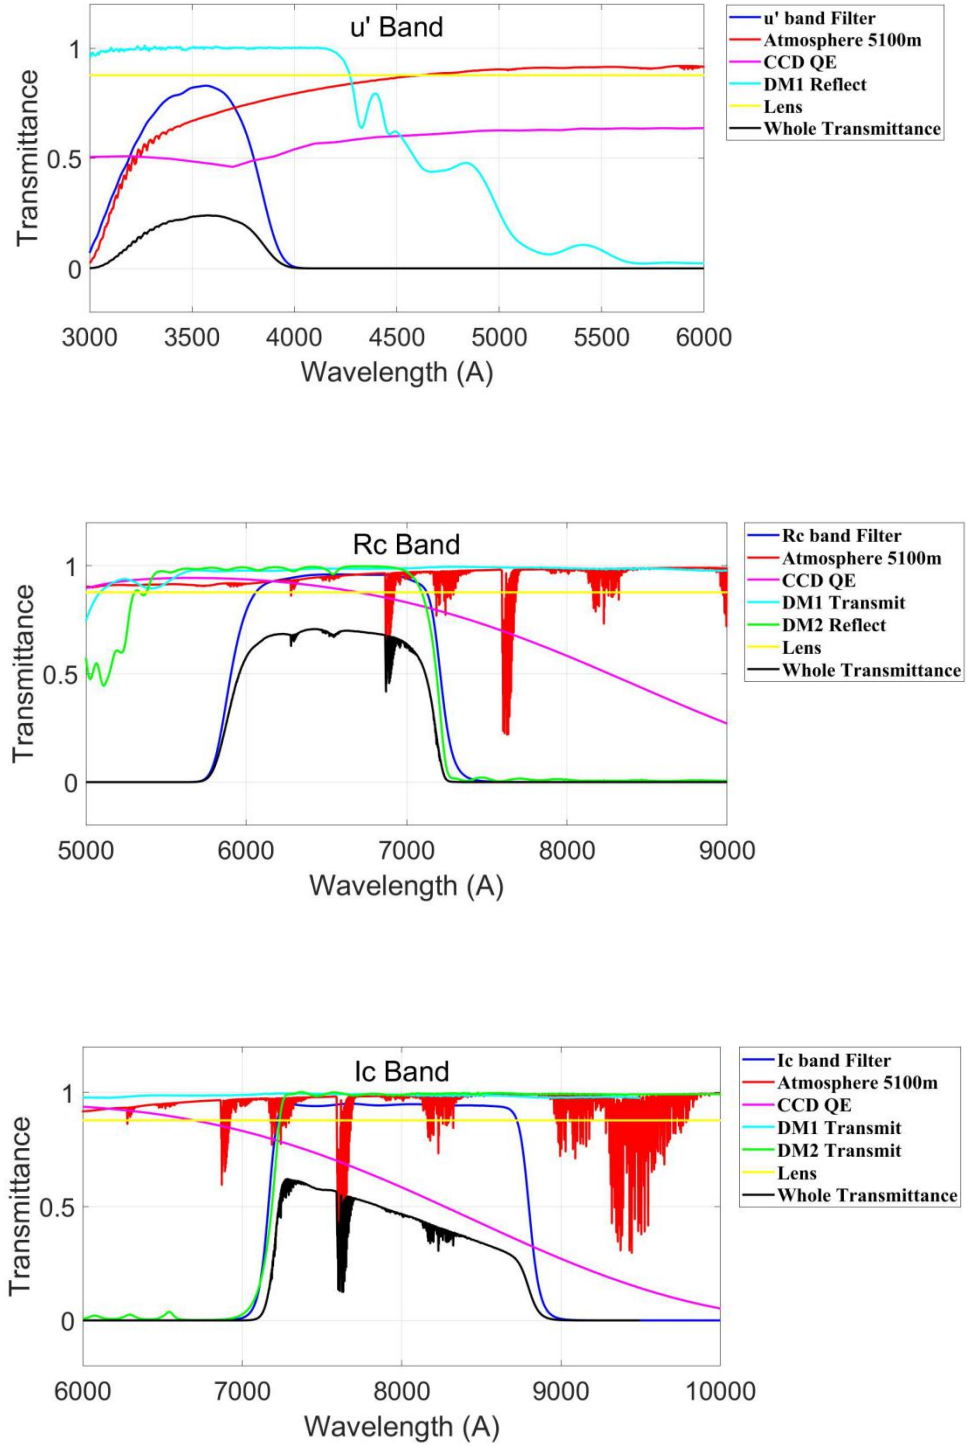 u' Band
u' band Filter
Atmosphere 5100m
CCD QE
DM1 Reflect
Lens
Whole Transmittance
Transmittance
1
0.5
0
3000 3500 4000 4500 5000 5500 6000
Wavelength (A)
Rc Band
Rc band Filter
Atmosphere 5100m
CCD QE
DM1 Transmit
DM2 Reflect
Lens
Whole Transmittance
Transmittance
1
0.5
0
5000 6000 7000 8000 9000
Wavelength (A)
Ic Band
Ic band Filter
Atmosphere 5100m
CCD QE
DM1 Transmit
DM2 Transmit
Lens
Whole Transmittance
Transmittance
1
0.5
0
6000 7000 8000 9000 10000
Wavelength (A)